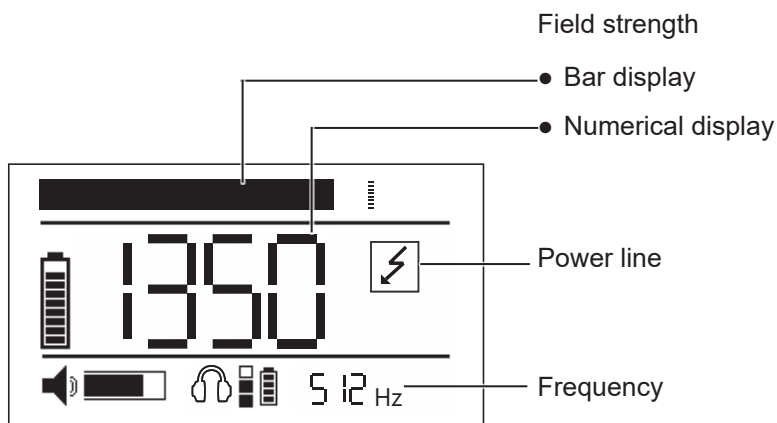 Field strength
● Bar display
● Numerical display
1350
Power line
512 Hz
Frequency